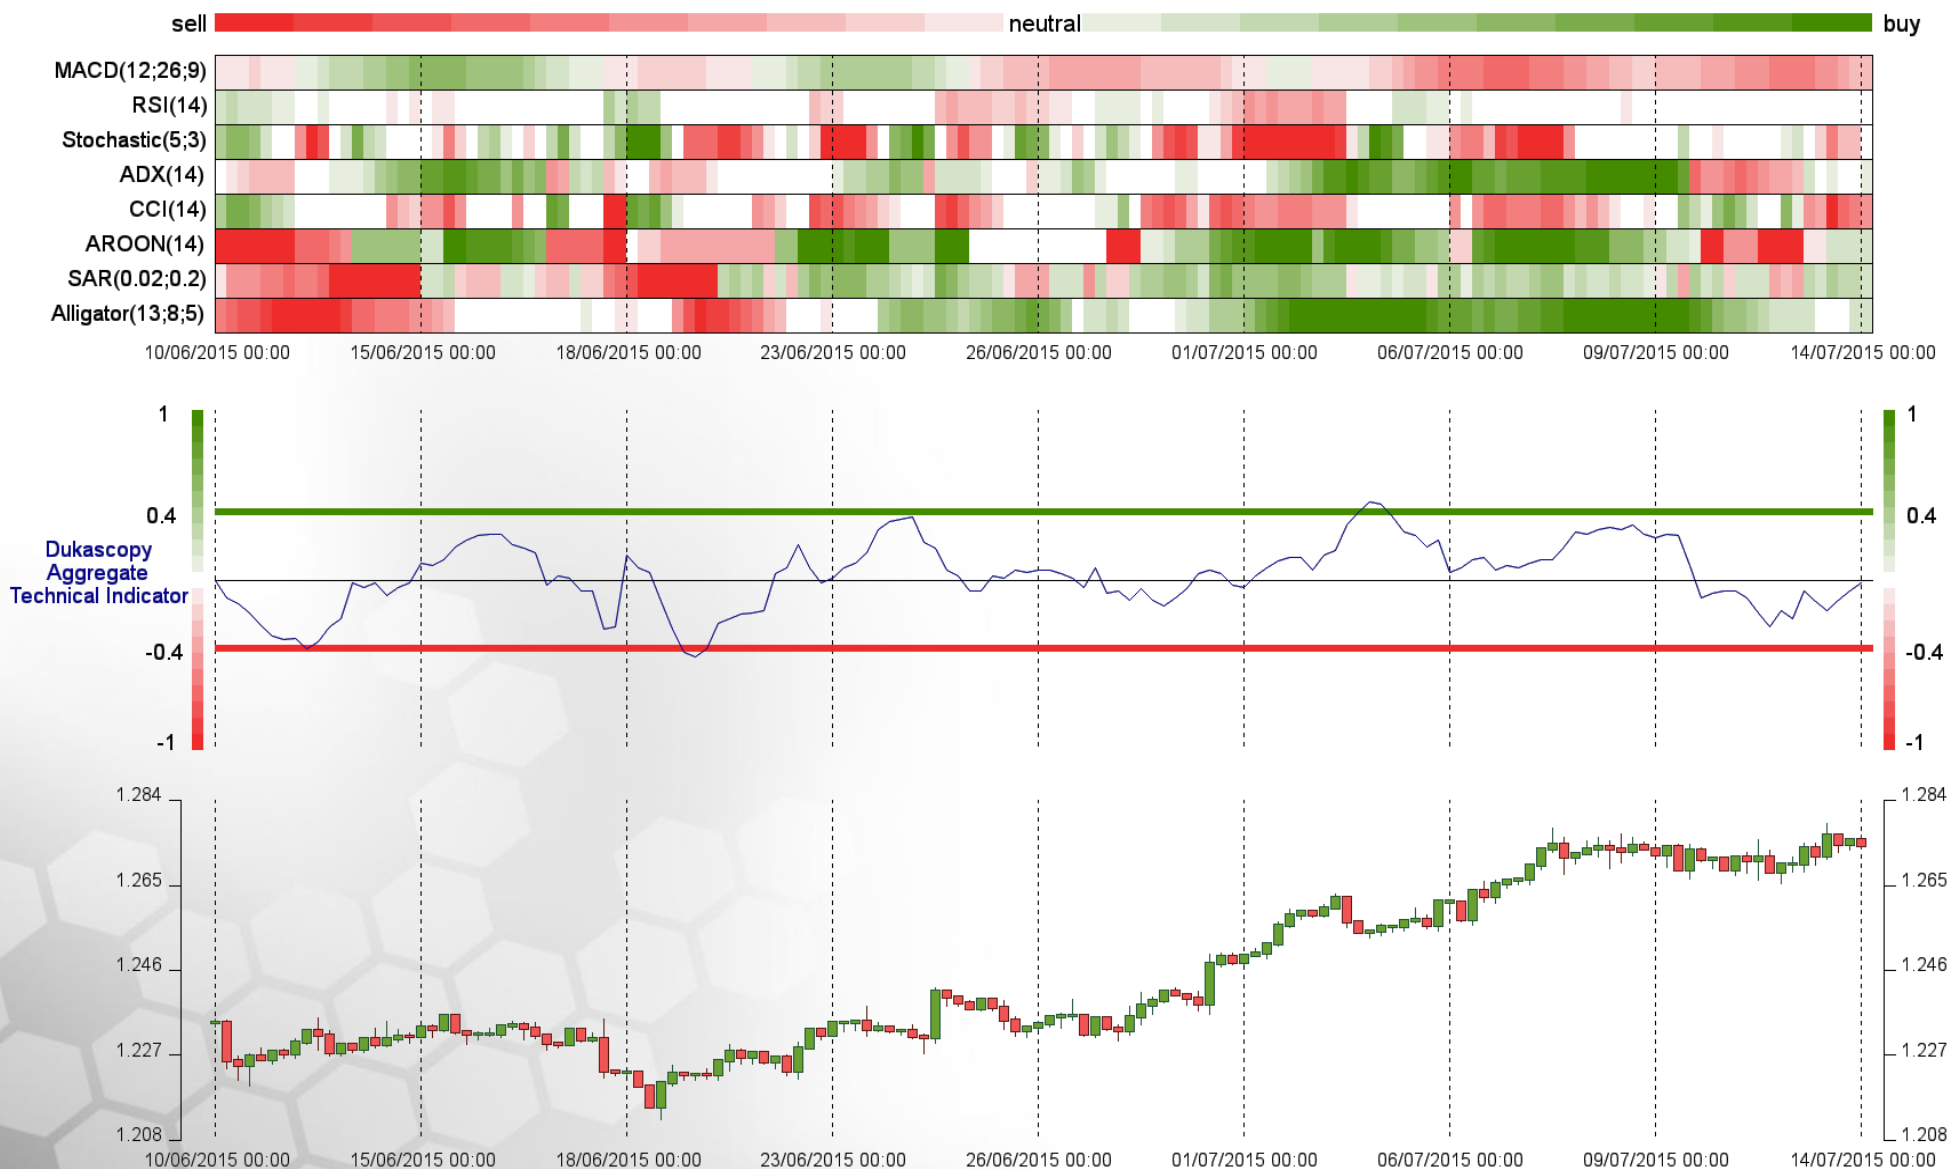 sell neutral buy
MACD(12;26;9)
RSI(14)
Stochastic(5;3)
ADX(14)
CCI(14)
AROON(14)
SAR(0.02;0.2)
Alligator(13;8;5)
10/06/2015 00:00 15/06/2015 00:00 18/06/2015 00:00 23/06/2015 00:00 26/06/2015 00:00 01/07/2015 00:00 06/07/2015 00:00 09/07/2015 00:00 14/07/2015 00:00
1 1
0.4 0.4
Dukascopy
Aggregate
Technical Indicator
-0.4 -0.4
-1 -1
1.284 1.284
1.265 1.265
1.246 1.246
1.227 1.227
1.208 1.208
10/06/2015 00:00 15/06/2015 00:00 18/06/2015 00:00 23/06/2015 00:00 26/06/2015 00:00 01/07/2015 00:00 06/07/2015 00:00 09/07/2015 00:00 14/07/2015 00:00